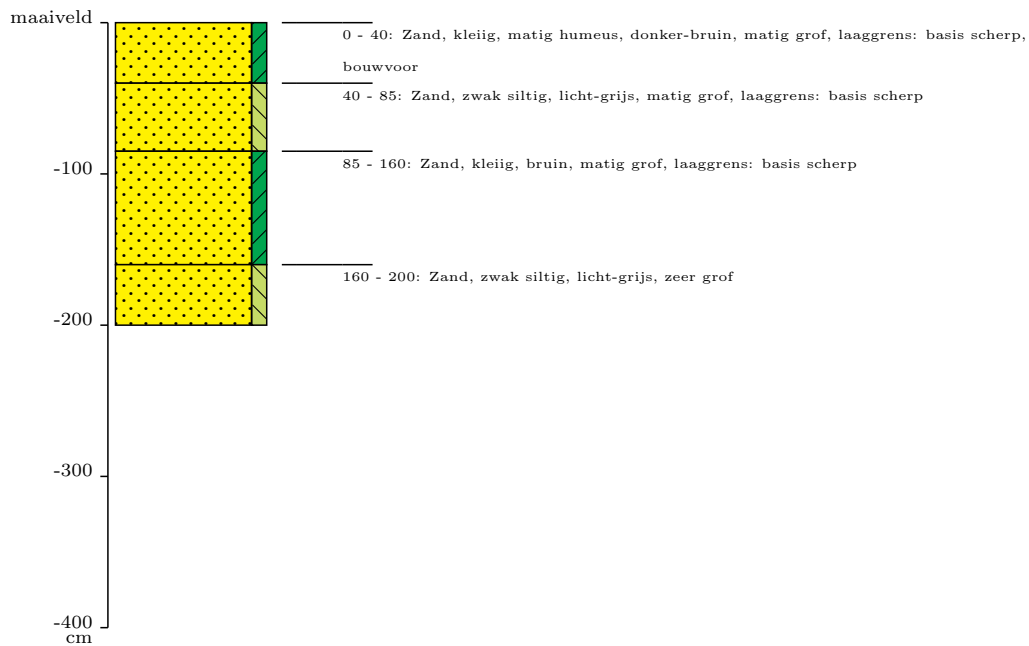 maaiveld
0 - 40: Zand, kleiig, matig humeus, donker-bruin, matig grof, laaggrens: basis scherp,
bouwvoor
40 - 85: Zand, zwak siltig, licht-grijs, matig grof, laaggrens: basis scherp
85 - 160: Zand, kleiig, bruin, matig grof, laaggrens: basis scherp
-100
160 - 200: Zand, zwak siltig, licht-grijs, zeer grof
-200
-300
-400
cm